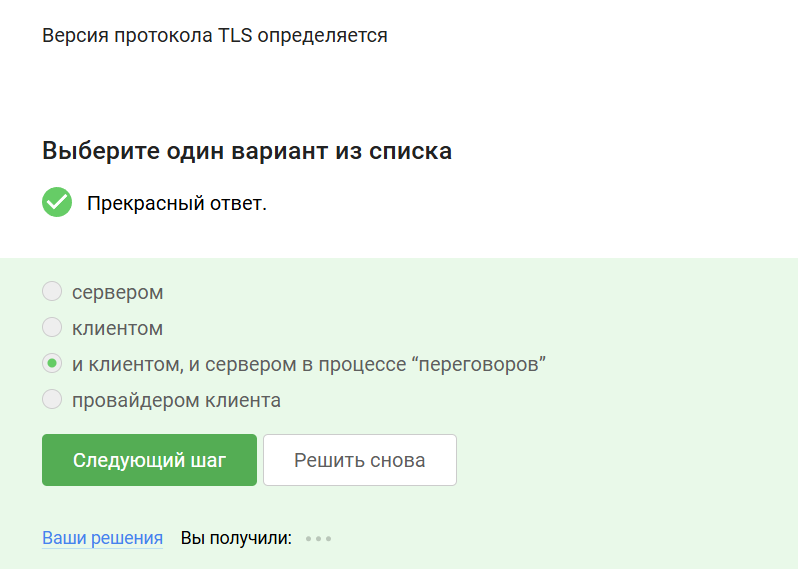 Версия протокола TLS определяется
Выберите один вариант из списка
Прекрасный ответ.
сервером
клиентом
и клиентом, и сервером в процессе “переговоров”
провайдером клиента
Следующий шаг
Решить снова
Ваши решения Вы получили: